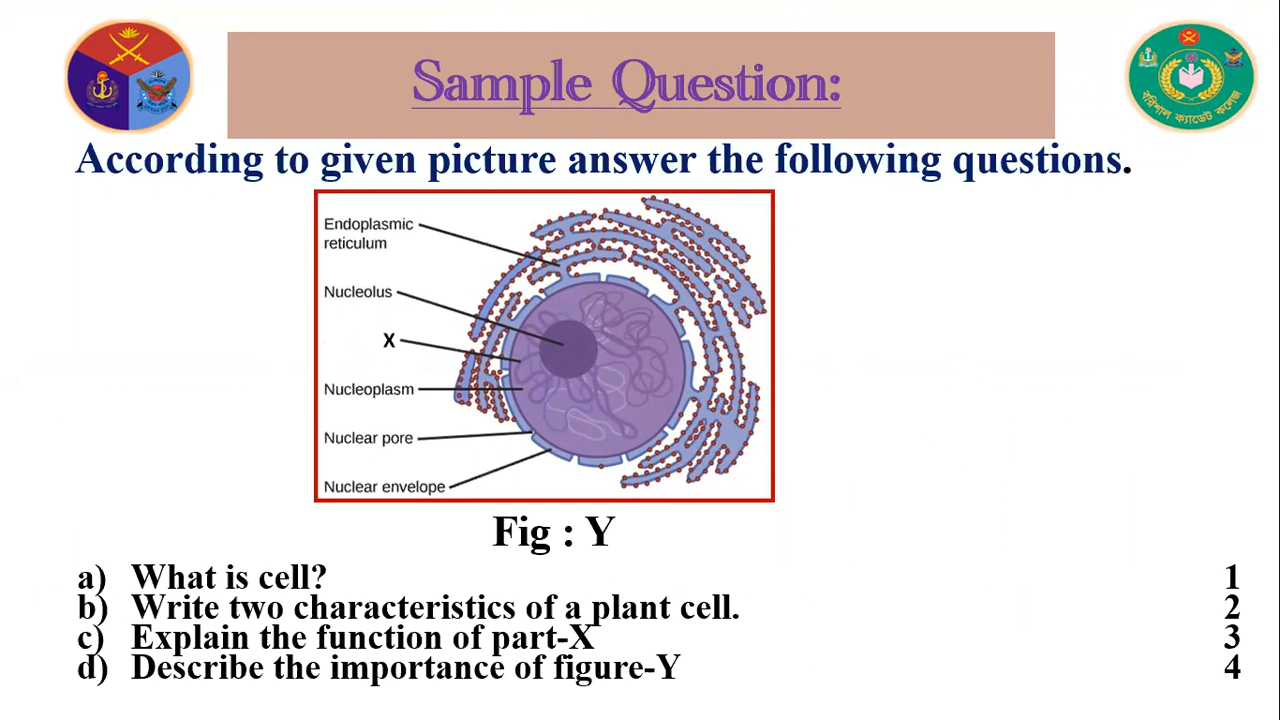 Sample Question:
বরিশাল ক্যাডেট কলেজ
According to given picture answer the following questions.
Endoplasmic
reticulum
Nucleolus
X
Nucleoplasm
Nuclear pore
Nuclear envelope
Fig : Y
a) What is cell? 1
b) Write two characteristics of a plant cell. 2
c) Explain the function of part-X 3
d) Describe the importance of figure-Y 4